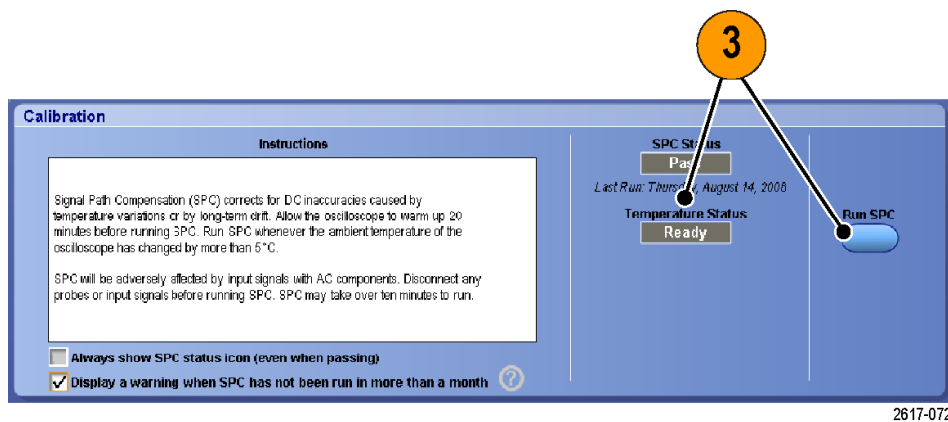 3
Calibration
Instructions
Signal Path Compensation (SPC) corrects for DC inaccuracies caused by
temperature variations or by long-term drift. Allow the oscilloscope to warm up 20
minutes before running SPC. Run SPC whenever the ambient temperature of the
oscilloscope has changed by more than 5°C.
SPC will be adversely affected by input signals with AC components. Disconnect any
probes or input signals before running SPC. SPC may take over ten minutes to run.
Always show SPC status icon (even when passing)
Display a warning when SPC has not been run in more than a month ?
SPC Status
Pass
Last Run: Thursday, August 14, 2008
Temperature Status
Ready
Run SPC
2617-072